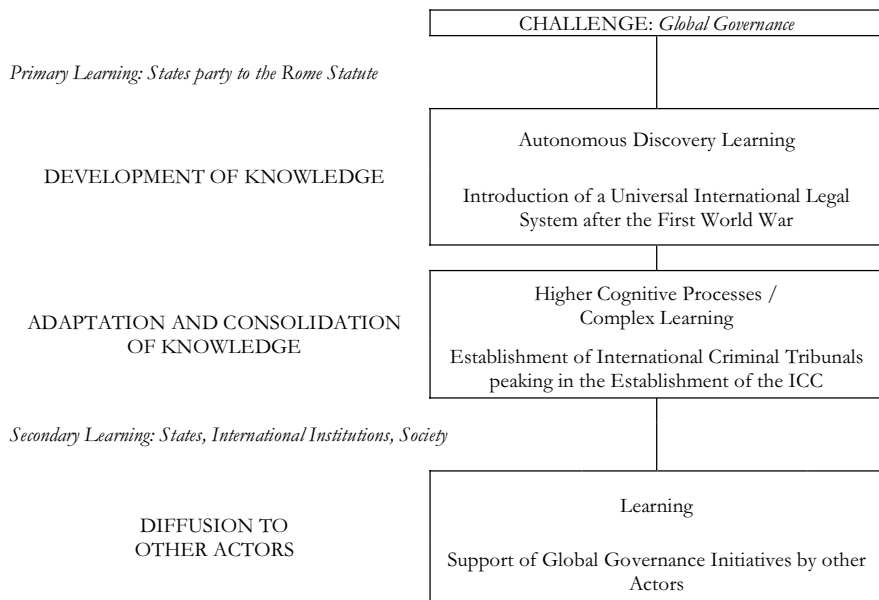 CHALLENGE: Global Governance
Primary Learning: States party to the Rome Statute
DEVELOPMENT OF KNOWLEDGE
Autonomous Discovery Learning
Introduction of a Universal International Legal
System after the First World War
ADAPTATION AND CONSOLIDATION
OF KNOWLEDGE
Higher Cognitive Processes /
Complex Learning
Establishment of International Criminal Tribunals
peaking in the Establishment of the ICC
Secondary Learning: States, International Institutions, Society
DIFFUSION TO
OTHER ACTORS
Learning
Support of Global Governance Initiatives by other
Actors